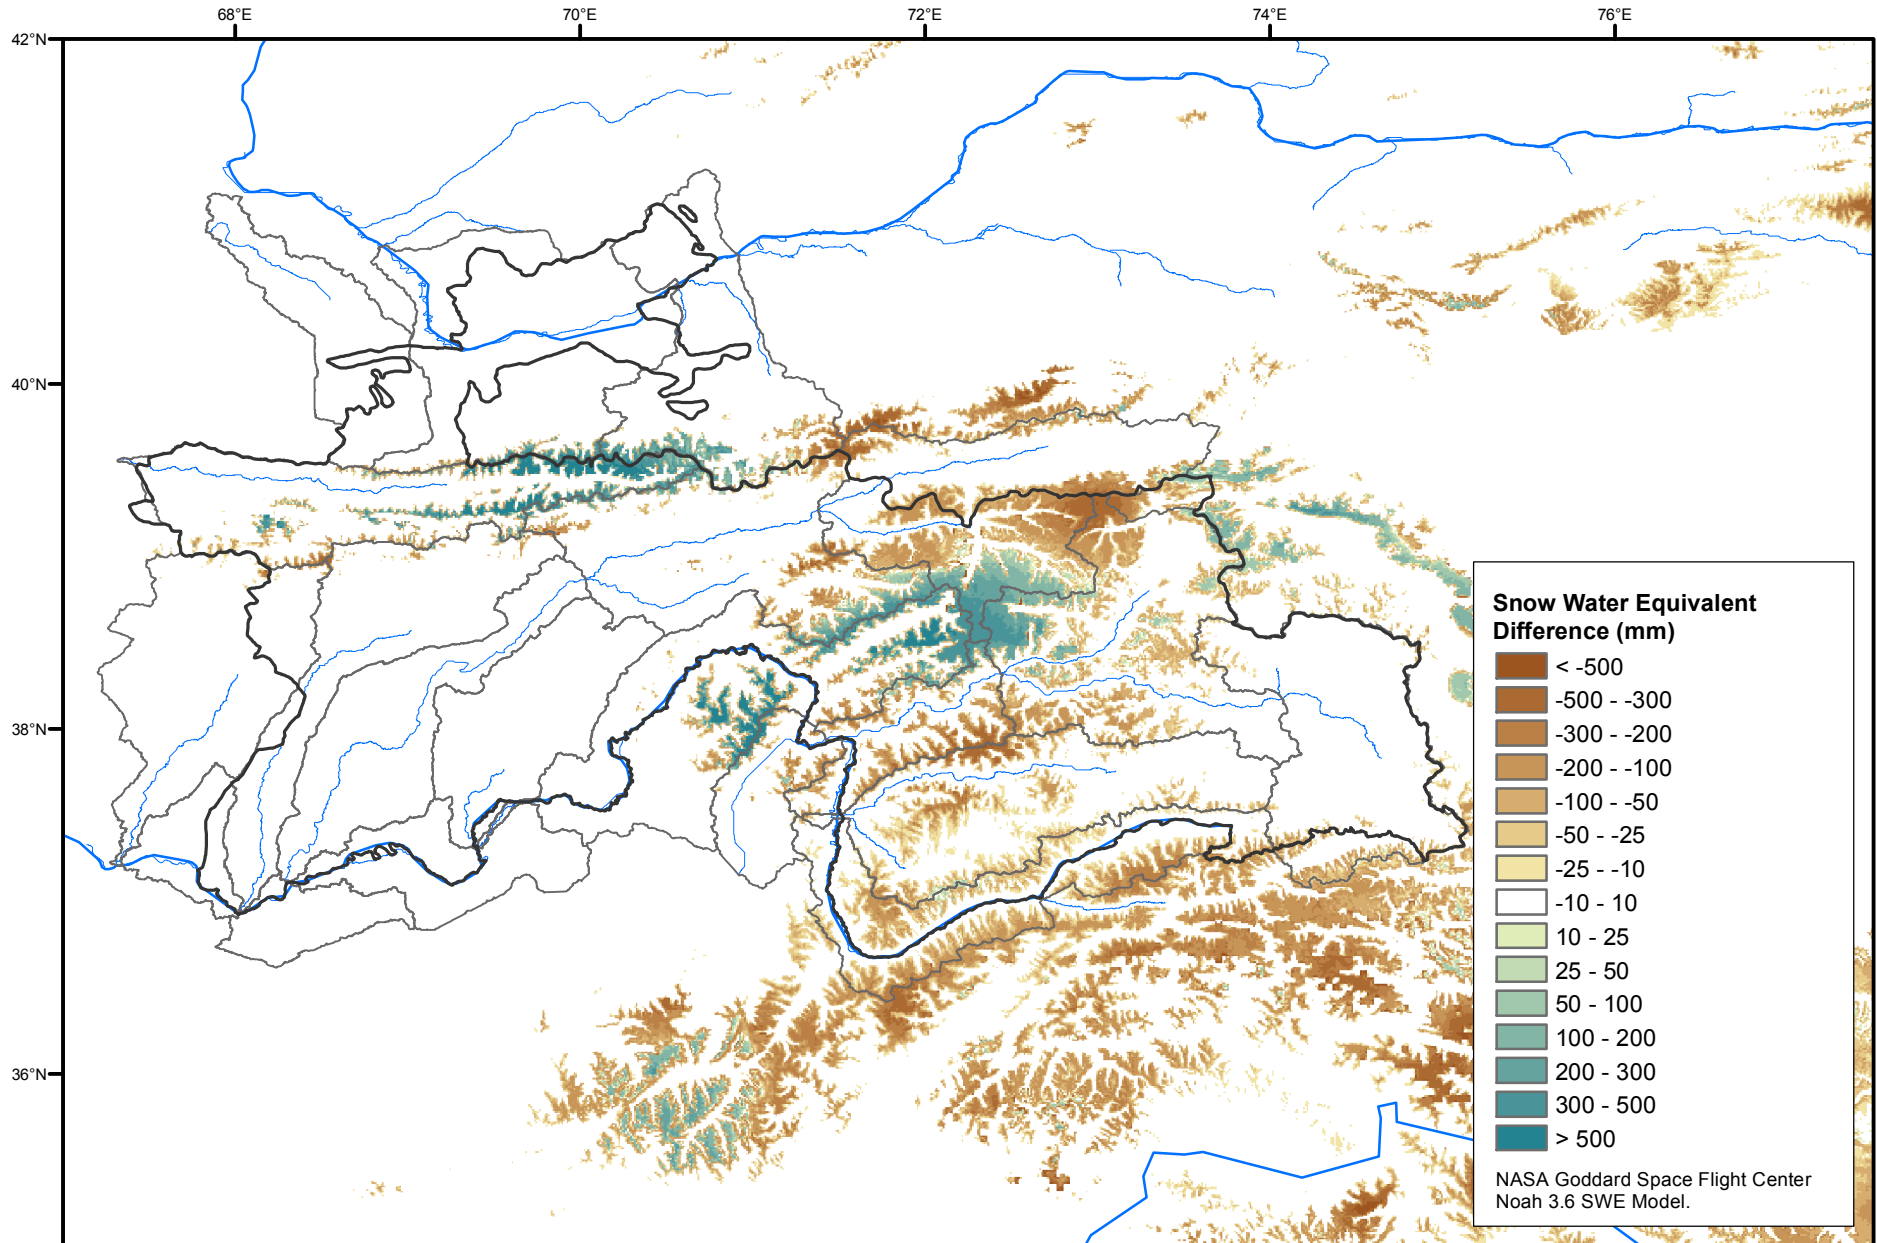 68°E 70°E 72°E 74°E 76°E
42°N
40°N
38°N
36°N
Snow Water Equivalent
Difference (mm)
< -500
-500 - -300
-300 - -200
-200 - -100
-100 - -50
-50 - -25
-25 - -10
-10 - 10
10 - 25
25 - 50
50 - 100
100 - 200
200 - 300
300 - 500
> 500
NASA Goddard Space Flight Center
Noah 3.6 SWE Model.